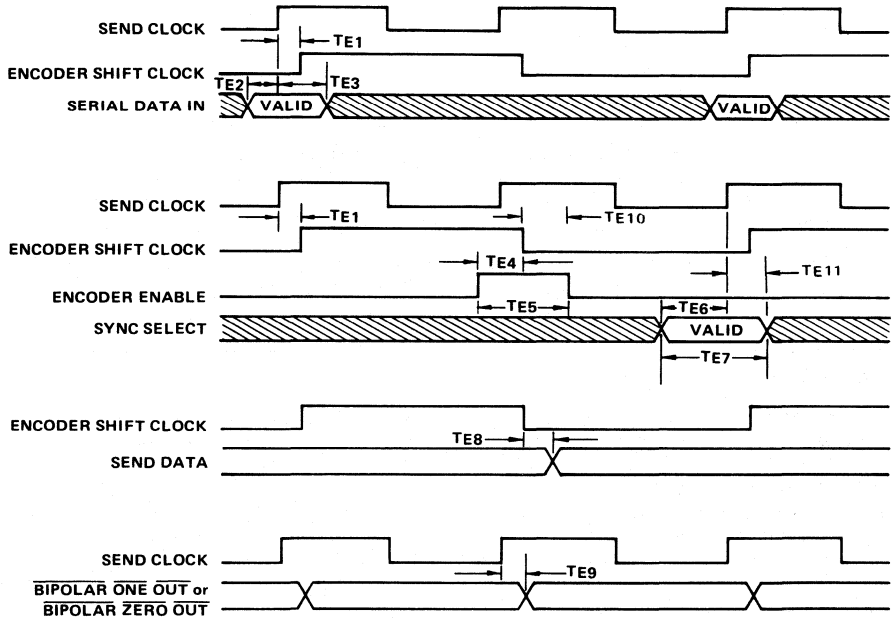 SEND CLOCK
TE1
ENCODER SHIFT CLOCK
TE2
TE3
SERIAL DATA IN
VALID
VALID
SEND CLOCK
TE1
TE10
ENCODER SHIFT CLOCK
TE4
TE11
ENCODER ENABLE
TE5
TE6
SYNC SELECT
VALID
TE7
ENCODER SHIFT CLOCK
TE8
SEND DATA
SEND CLOCK
TE9
BIPOLAR ONE OUT or
BIPOLAR ZERO OUT